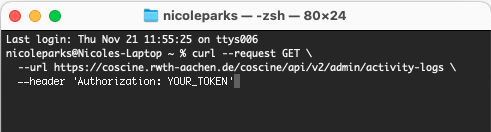 nicoleparks — -zsh — 80×24
Last login: Thu Nov 21 11:55:25 on ttys006
nicoleparks@Nicoles-Laptop ~ % curl --request GET \
--url https://coscine.rwth-aachen.de/coscine/api/v2/admin/activity-logs \
--header 'Authorization: YOUR_TOKEN'